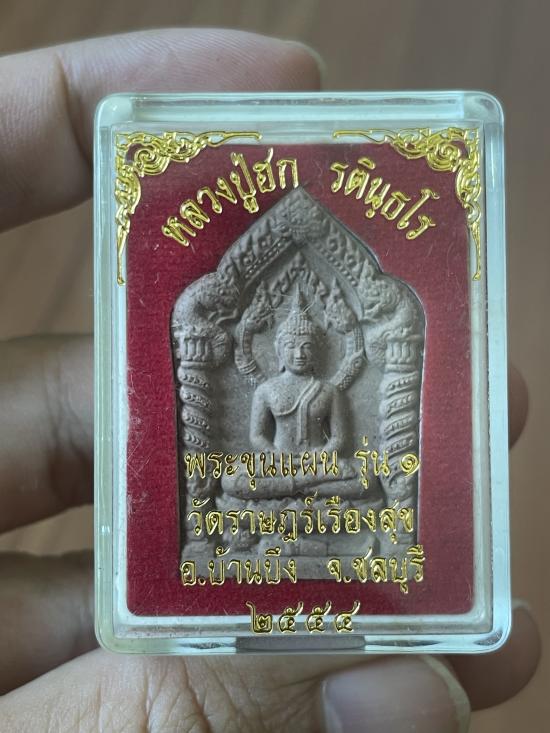 หลวงปู่ฮก รตินฺธโร
พระขุนแผน รุ่น ๑
วัดราษฎร์เรืองสุข
อ.บ้านบึง จ.ชลบุรี
๒๕๕๔